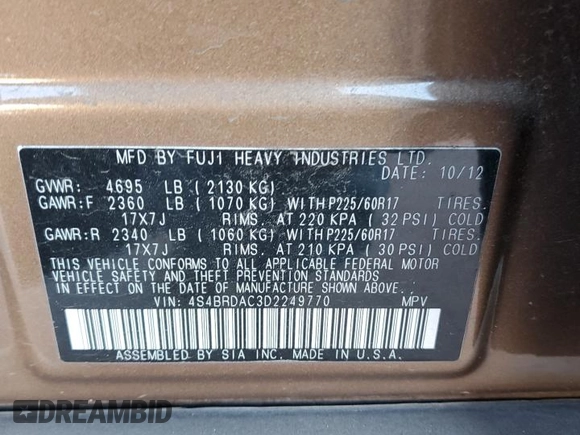 MFD BY FUJI HEAVY INDUSTRIES LTD.
DATE: 10/12
GVWR: 4695 LB (2130 KG)
GAWR:F 2360 LB (1070 KG) WITH P225/60R17 TIRES.
17X7J RIMS. AT 220 KPA (32 PSI) COLD
GAWR:R 2340 LB (1060 KG) WITH P225/60R17 TIRES.
17X7J RIMS. AT 210 KPA (30 PSI) COLD
THIS VEHICLE CONFORMS TO ALL APPLICABLE FEDERAL MOTOR
VEHICLE SAFETY AND THEFT PREVENTION STANDARDS
IN EFFECT ON THE DATE OF MANUFACTURE SHOWN ABOVE.
VIN: 4S4BRDAC3D2249770 MPV
ASSEMBLED BY SIA INC. MADE IN U.S.A.
DREAMBID